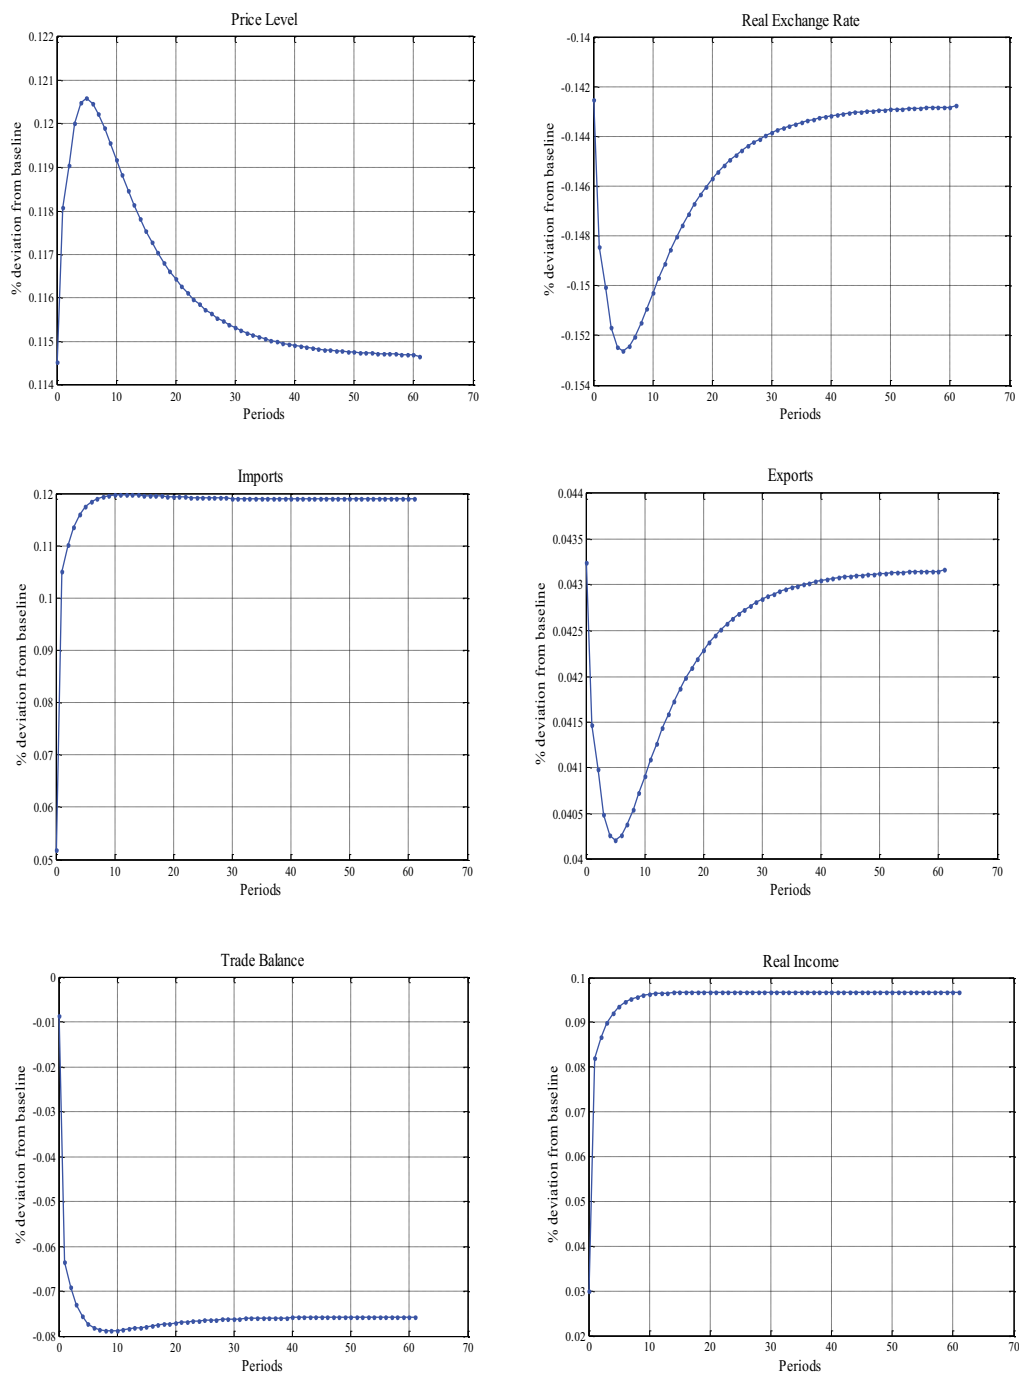 Price Level
0.122
0.121
0.12
0.119
0.118
0.117
0.116
0.115
0.114
% deviation from baseline
0 10 20 30 40 50 60 70
Periods
Real Exchange Rate
-0.14
-0.142
-0.144
-0.146
-0.148
-0.15
-0.152
-0.154
% deviation from baseline
0 10 20 30 40 50 60 70
Periods
Imports
0.12
0.11
0.1
0.09
0.08
0.07
0.06
0.05
% deviation from baseline
0 10 20 30 40 50 60 70
Periods
Exports
0.044
0.0435
0.043
0.0425
0.042
0.0415
0.041
0.0405
0.04
% deviation from baseline
0 10 20 30 40 50 60 70
Periods
Trade Balance
0
-0.01
-0.02
-0.03
-0.04
-0.05
-0.06
-0.07
-0.08
% deviation from baseline
0 10 20 30 40 50 60 70
Periods
Real Income
0.1
0.09
0.08
0.07
0.06
0.05
0.04
0.03
0.02
% deviation from baseline
0 10 20 30 40 50 60 70
Periods